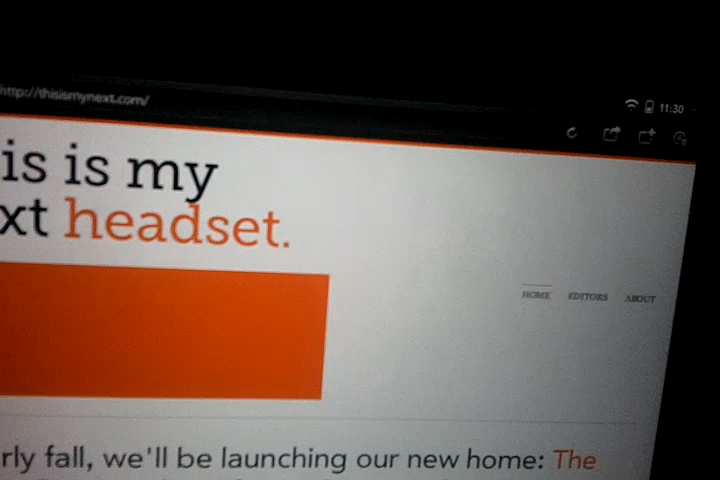 http://thisismynext.com/
11:30
is is my
xt headset.
HOME EDITORS ABOUT
rly fall, we'll be launching our new home: The